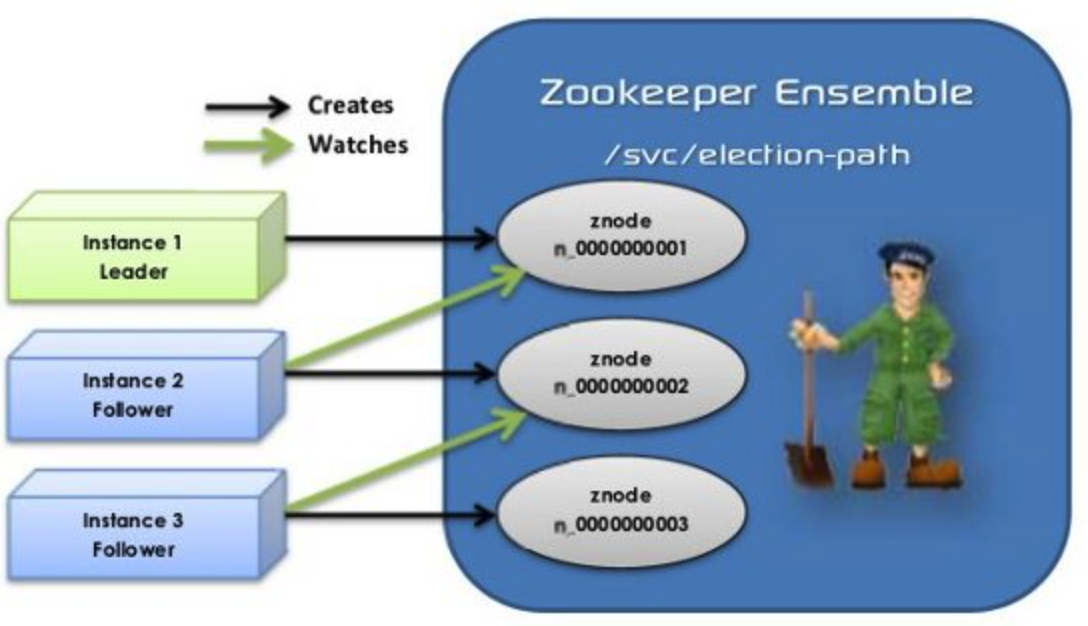 Zookeeper Ensemble
/svc/election-path
Creates
Watches
Instance 1
Leader
znode
n_0000000001
Instance 2
Follower
znode
n_0000000002
Instance 3
Follower
znode
n_0000000003